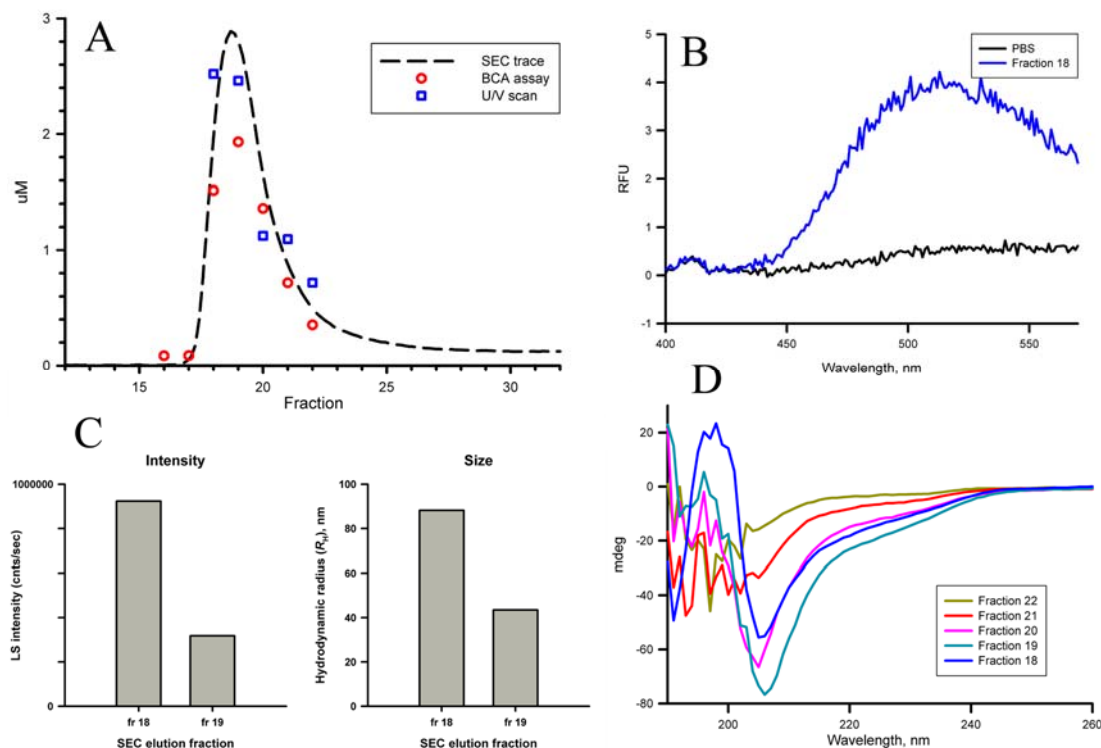 A
3
2
1
0
uM
15
20
25
30
Fraction
SEC trace
BCA assay
U/V scan
B
5
4
3
2
1
0
-1
RFU
400
450
500
550
Wavelength, nm
PBS
Fraction 18
C
Intensity
1000000
0
LS intensity (cnts/sec)
fr 18
fr 19
SEC elution fraction
Size
100
80
60
40
20
0
Hydrodynamic radius (R_H), nm
fr 18
fr 19
SEC elution fraction
D
20
0
-20
-40
-60
-80
mdeg
200
220
240
260
Wavelength, nm
Fraction 22
Fraction 21
Fraction 20
Fraction 19
Fraction 18